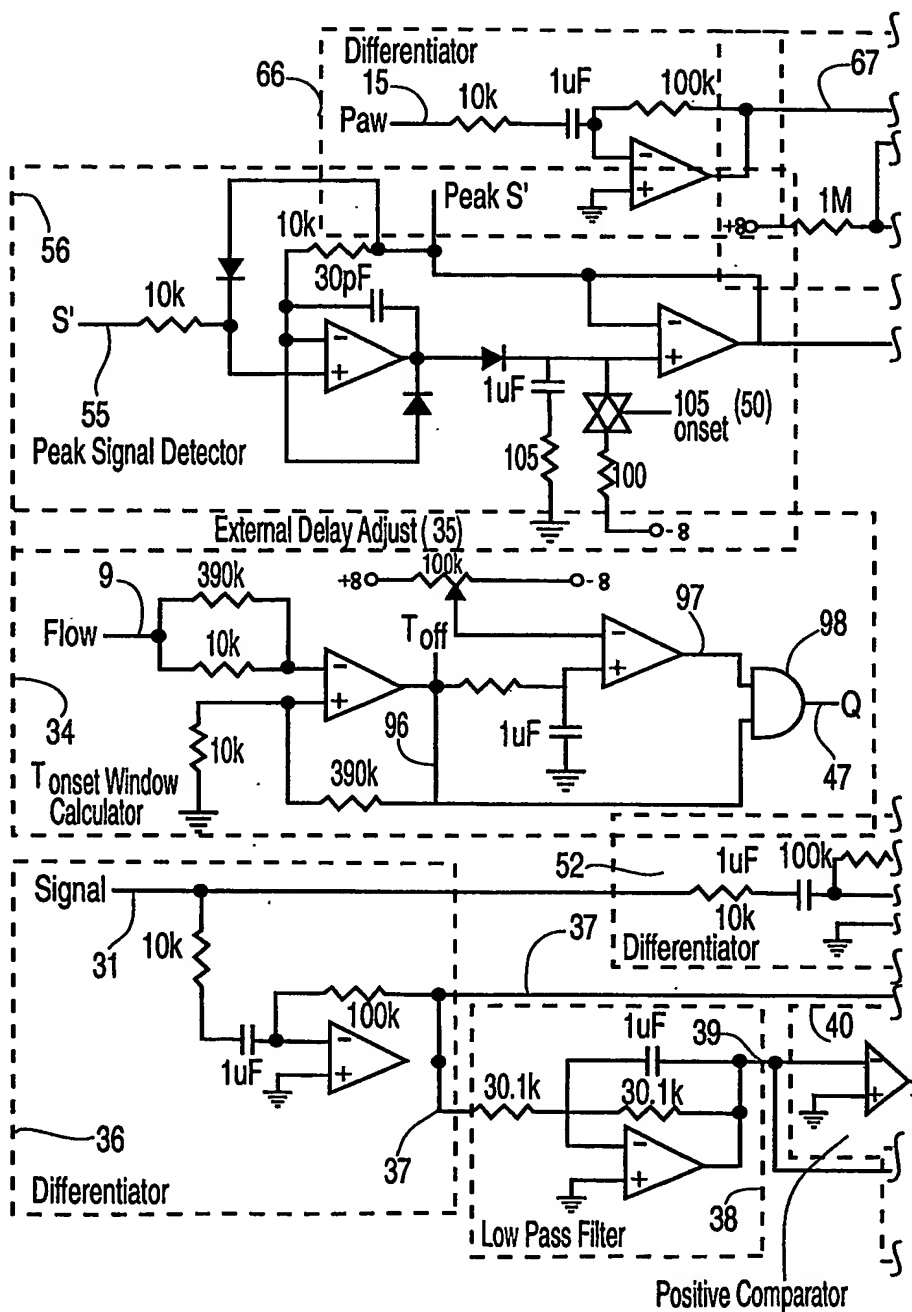 Differentiator
66
15
10k
1uF
100k
67
Paw
-
+
Peak S'
+8
1M
56
10k
30pF
S'
10k
-
+
-
+
1uF
105 (50)
onset
55
Peak Signal Detector
105
100
-8
External Delay Adjust (35)
100k
+8
-8
9
390k
Flow
10k
Toff
97
98
-
+
-
+
Q
34
10k
96
1uF
47
390k
Tonset Window
Calculator
52
1uF
100k
Signal
10k
31
10k
Differentiator
37
100k
1uF
-
+
1uF
39
40
30.1k
30.1k
-
+
-
+
36
37
38
Differentiator
Low Pass Filter
Positive Comparator